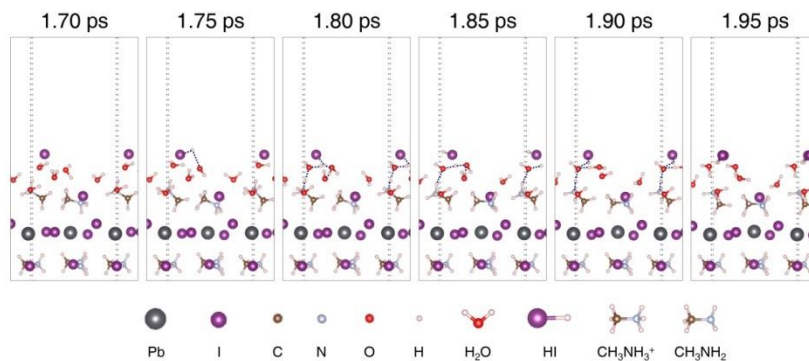 1.70 ps 1.75 ps 1.80 ps 1.85 ps 1.90 ps 1.95 ps
Pb I C N O H H₂O HI CH₃NH₃⁺ CH₃NH₂